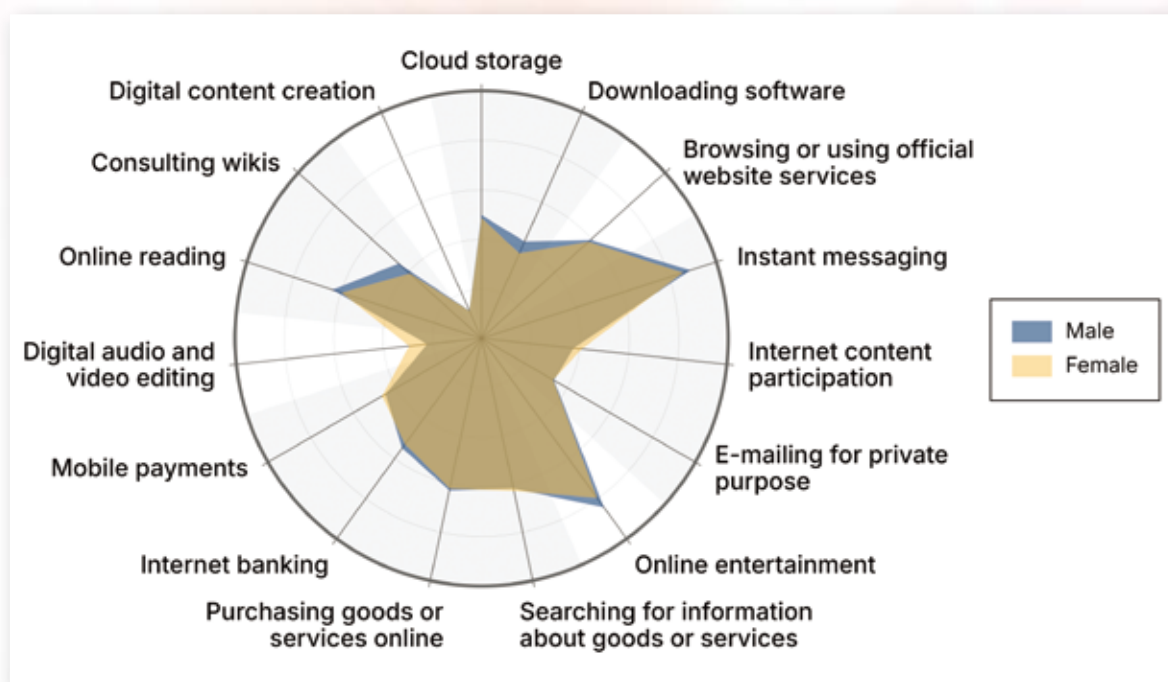 Cloud storage
Digital content creation
Downloading software
Consulting wikis
Browsing or using official
website services
Online reading
Instant messaging
Male
Female
Digital audio and
video editing
Internet content
participation
Mobile payments
E-mailing for private
purpose
Internet banking
Online entertainment
Purchasing goods or
services online
Searching for information
about goods or services